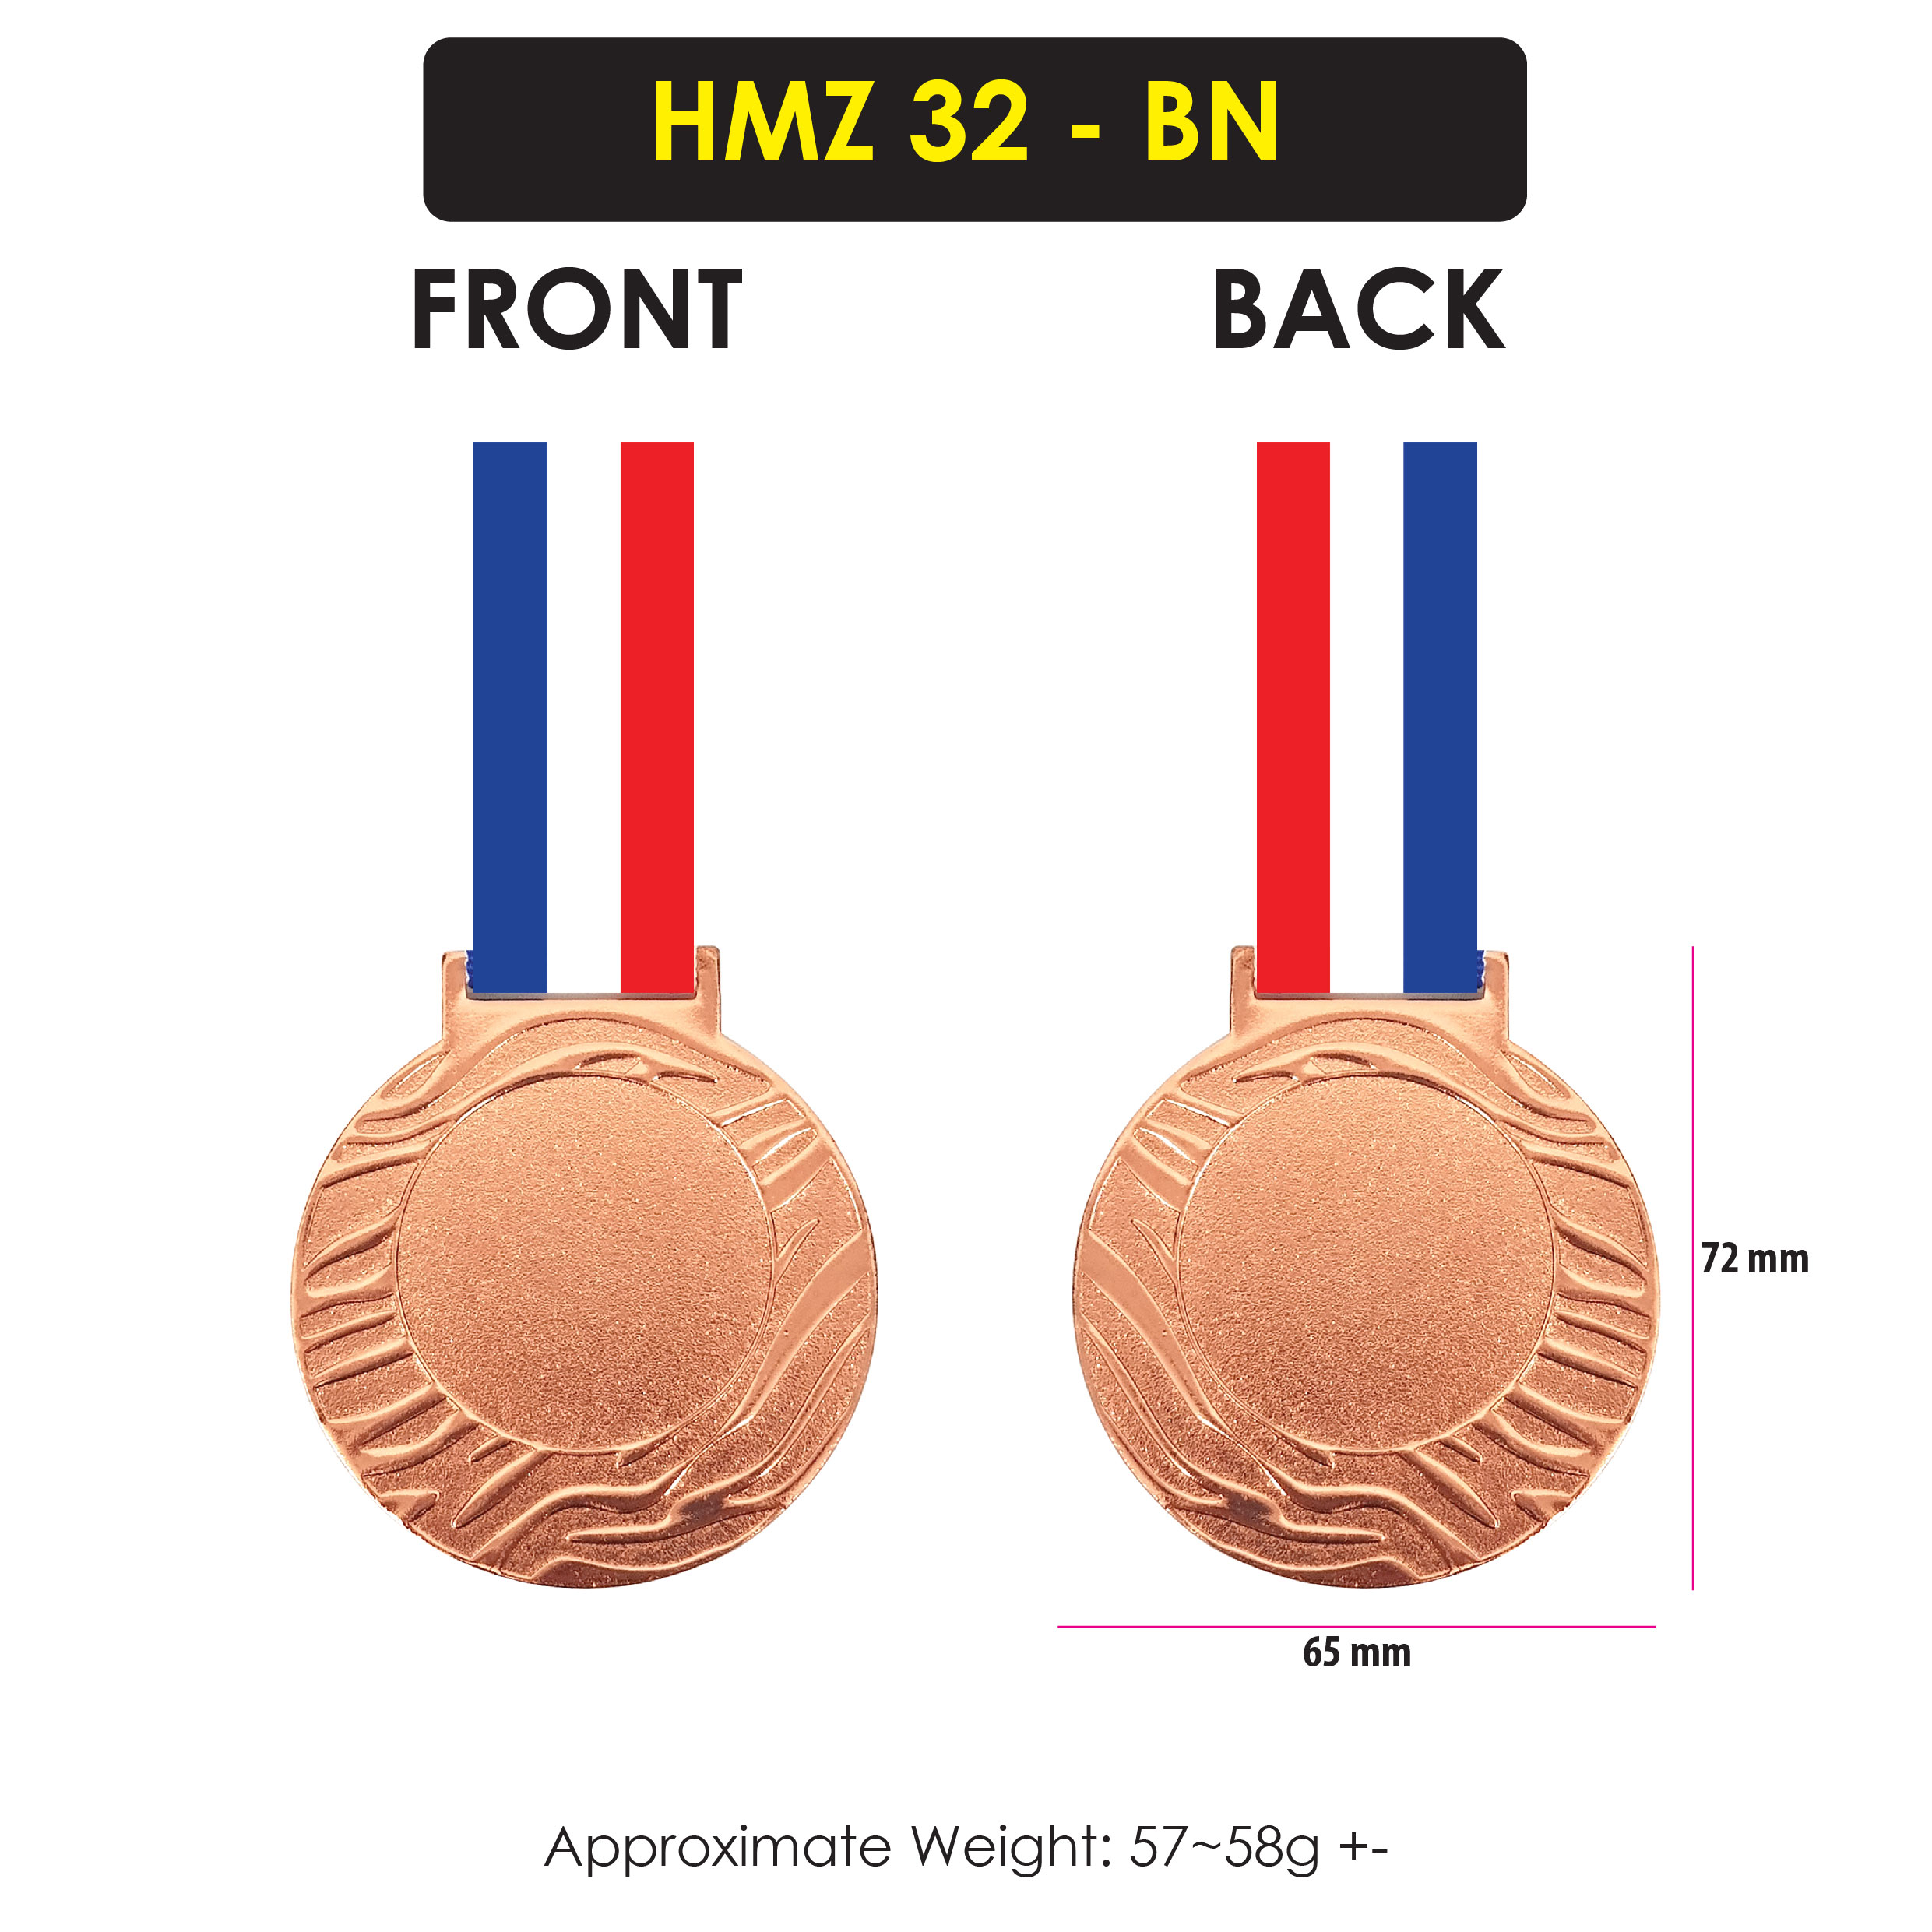 HMZ 32 - BN
FRONT
BACK
72 mm
65 mm
Approximate Weight: 57~58g +-